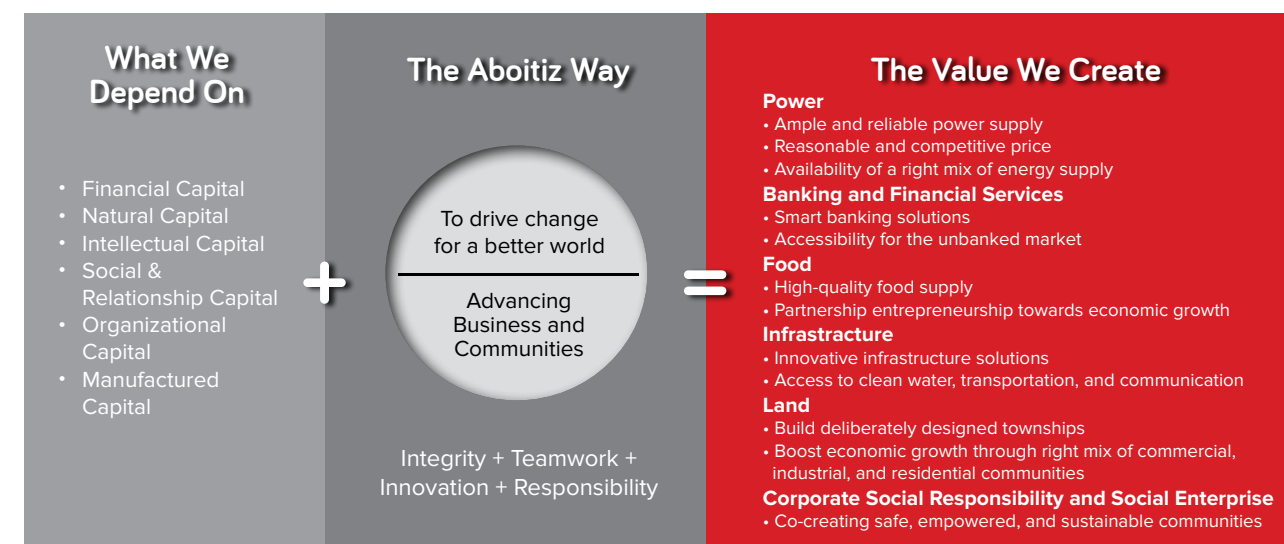 What We
Depend On
• Financial Capital
• Natural Capital
• Intellectual Capital
• Social &
Relationship Capital
• Organizational
Capital
• Manufactured
Capital
+
The Aboitiz Way
To drive change
for a better world
Advancing
Business and
Communities
Integrity + Teamwork +
Innovation + Responsibility
=
The Value We Create
Power
• Ample and reliable power supply
• Reasonable and competitive price
• Availability of a right mix of energy supply
Banking and Financial Services
• Smart banking solutions
• Accessibility for the unbanked market
Food
• High-quality food supply
• Partnership entrepreneurship towards economic growth
Infrastracture
• Innovative infrastructure solutions
• Access to clean water, transportation, and communication
Land
• Build deliberately designed townships
• Boost economic growth through right mix of commercial,
industrial, and residential communities
Corporate Social Responsibility and Social Enterprise
• Co-creating safe, empowered, and sustainable communities